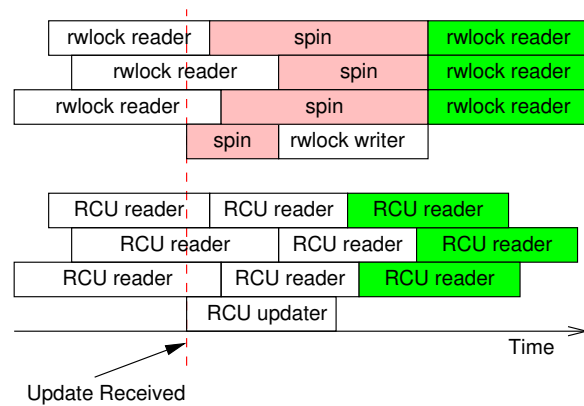 rwlock reader spin rwlock reader
rwlock reader spin rwlock reader
rwlock reader spin rwlock reader
spin rwlock writer
RCU reader RCU reader RCU reader
RCU reader RCU reader RCU reader
RCU reader RCU reader RCU reader
RCU updater
Time
Update Received